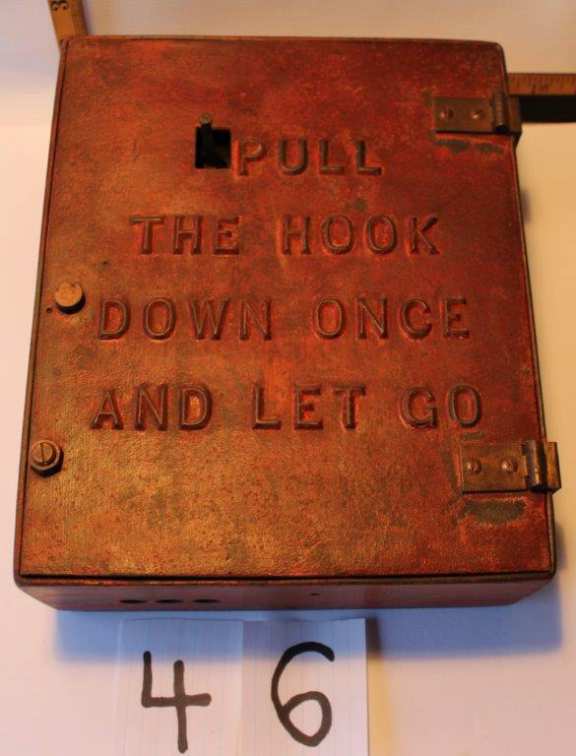 PULL
THE HOOK
DOWN ONCE
AND LET GO
46